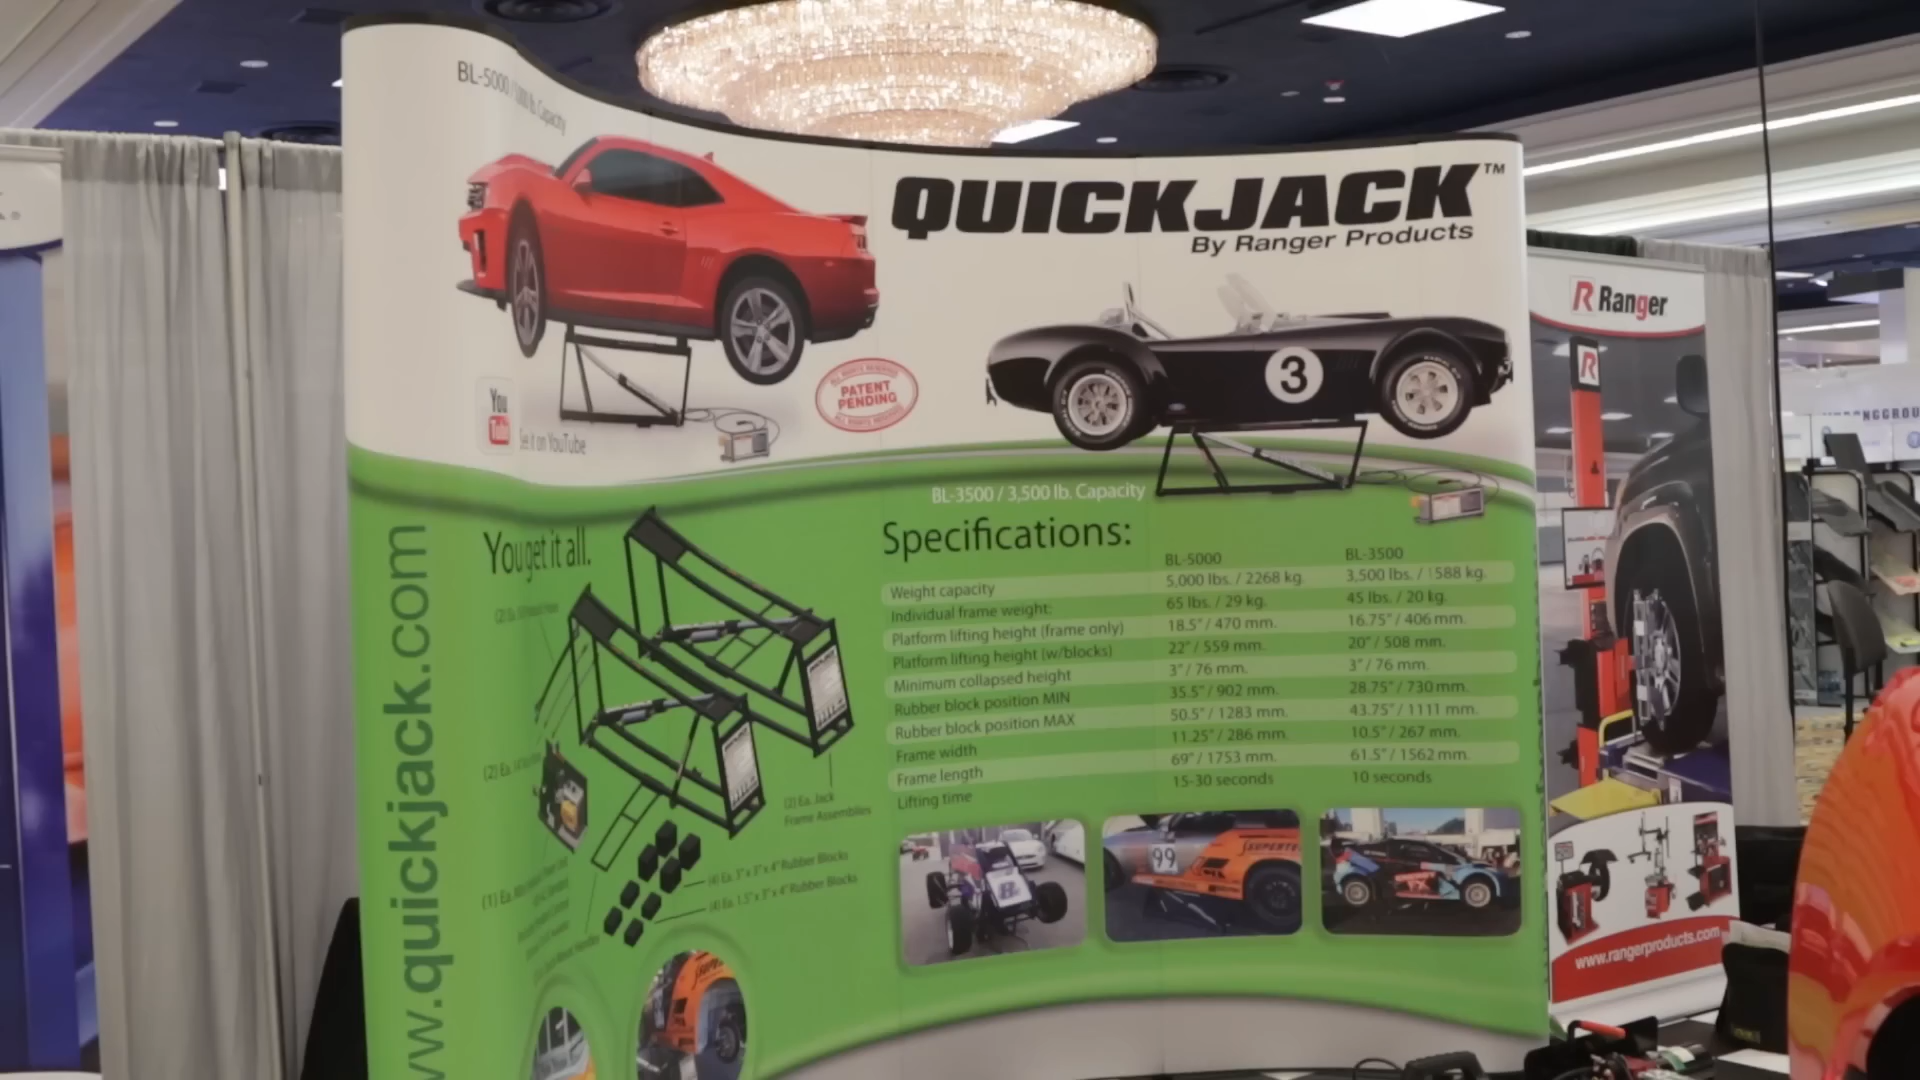 BL-5000 / 5,000 lb. Capacity
QUICKJACK™
By Ranger Products
Ranger
R
3
PATENT
PENDING
You
Tube
See it on YouTube
BL-3500 / 3,500 lb. Capacity
www.quickjack.com
You get it all.
Specifications:
BL-5000 BL-3500
Weight capacity 5,000 lbs. / 2268 kg. 3,500 lbs. / 1588 kg.
Individual frame weight: 65 lbs. / 29 kg. 45 lbs. / 20 kg.
Platform lifting height (frame only) 18.5" / 470 mm. 16.75" / 406 mm.
Platform lifting height (w/blocks) 22" / 559 mm. 20" / 508 mm.
Minimum collapsed height 3" / 76 mm. 3" / 76 mm.
Rubber block position MIN 35.5" / 902 mm. 28.75" / 730 mm.
Rubber block position MAX 50.5" / 1283 mm. 43.75" / 1111 mm.
Frame width 11.25" / 286 mm. 10.5" / 267 mm.
Frame length 69" / 1753 mm. 61.5" / 1562 mm.
Lifting time 15-30 seconds 10 seconds
(2) Ea. Jack
Frame Assemblies
(4) Ea. 3" x 3" x 4" Rubber Blocks
(4) Ea. 1.5" x 3" x 4" Rubber Blocks
99
www.rangerproducts.com